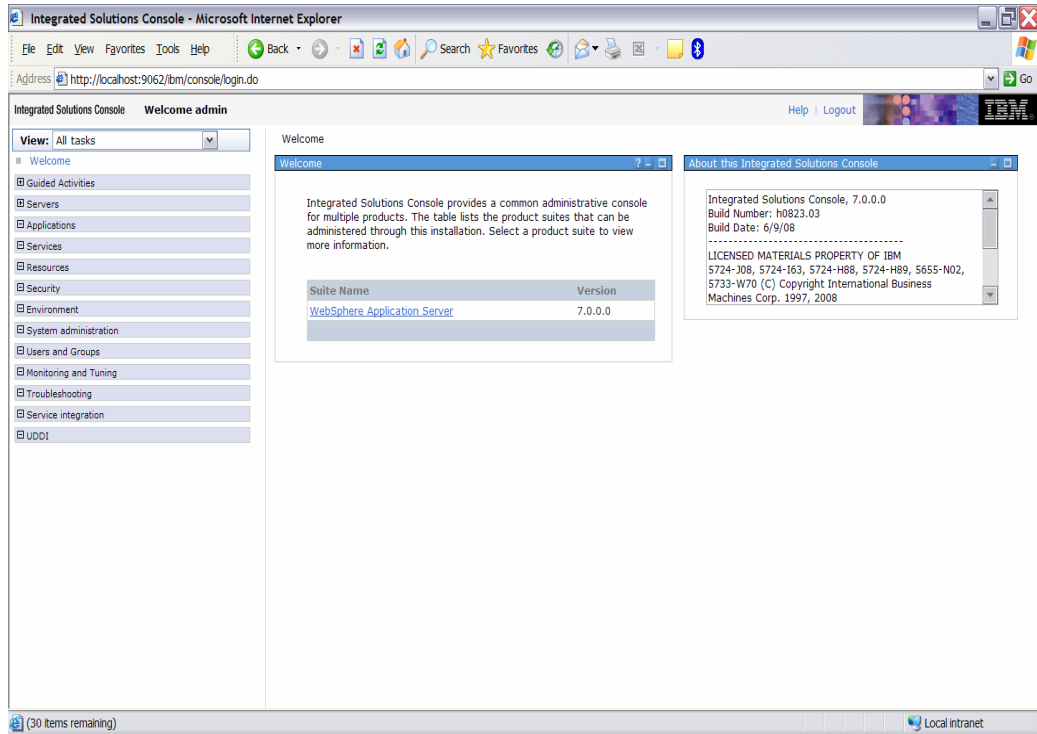 Integrated Solutions Console - Microsoft Internet Explorer
File Edit View Favorites Tools Help Back Search Favorites
Address http://localhost:9062/ibm/console/login.do Go
Integrated Solutions Console Welcome admin Help | Logout IBM.
View: All tasks
Welcome
Guided Activities
Servers
Applications
Services
Resources
Security
Environment
System administration
Users and Groups
Monitoring and Tuning
Troubleshooting
Service integration
UDDI
Welcome
Welcome ?
Integrated Solutions Console provides a common administrative console
for multiple products. The table lists the product suites that can be
administered through this installation. Select a product suite to view
more information.
Suite Name Version
WebSphere Application Server 7.0.0.0
About this Integrated Solutions Console
Integrated Solutions Console, 7.0.0.0
Build Number: h0823.03
Build Date: 6/9/08
----------------------------------------
LICENSED MATERIALS PROPERTY OF IBM
5724-J08, 5724-I63, 5724-H88, 5724-H89, 5655-N02,
5733-W70 (C) Copyright International Business
Machines Corp. 1997, 2008
(30 items remaining) Local intranet